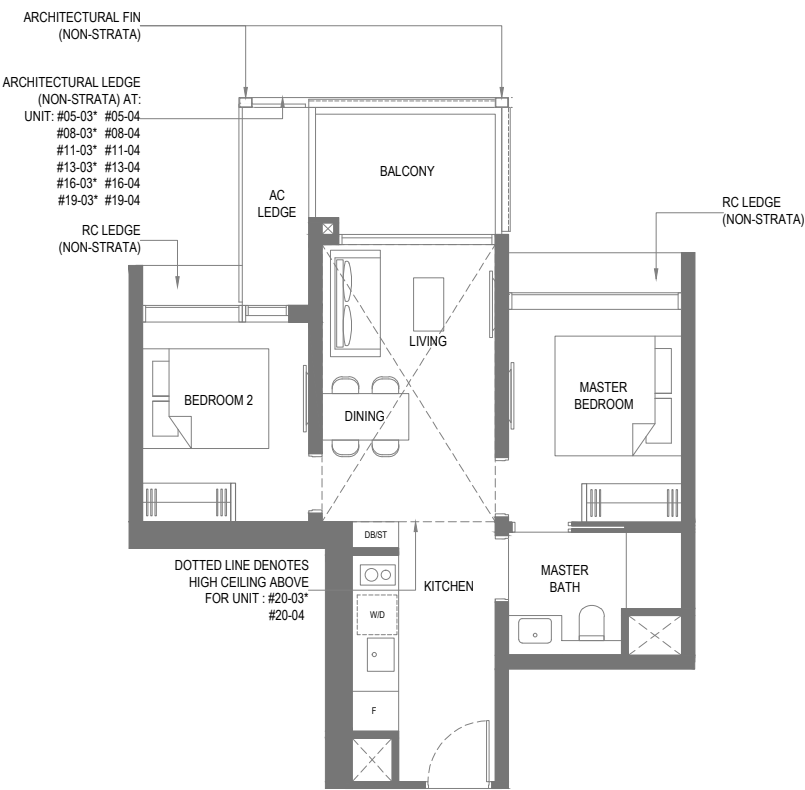 ARCHITECTURAL FIN
(NON-STRATA)
ARCHITECTURAL LEDGE
(NON-STRATA) AT:
UNIT: #05-03* #05-04
#08-03* #08-04
#11-03* #11-04
#13-03* #13-04
#16-03* #16-04
#19-03* #19-04
RC LEDGE
(NON-STRATA)
AC
LEDGE
BALCONY
RC LEDGE
(NON-STRATA)
LIVING
BEDROOM 2
DINING
MASTER
BEDROOM
DB/ST
DOTTED LINE DENOTES
HIGH CEILING ABOVE
FOR UNIT : #20-03*
#20-04
KITCHEN
MASTER
BATH
W/D
F